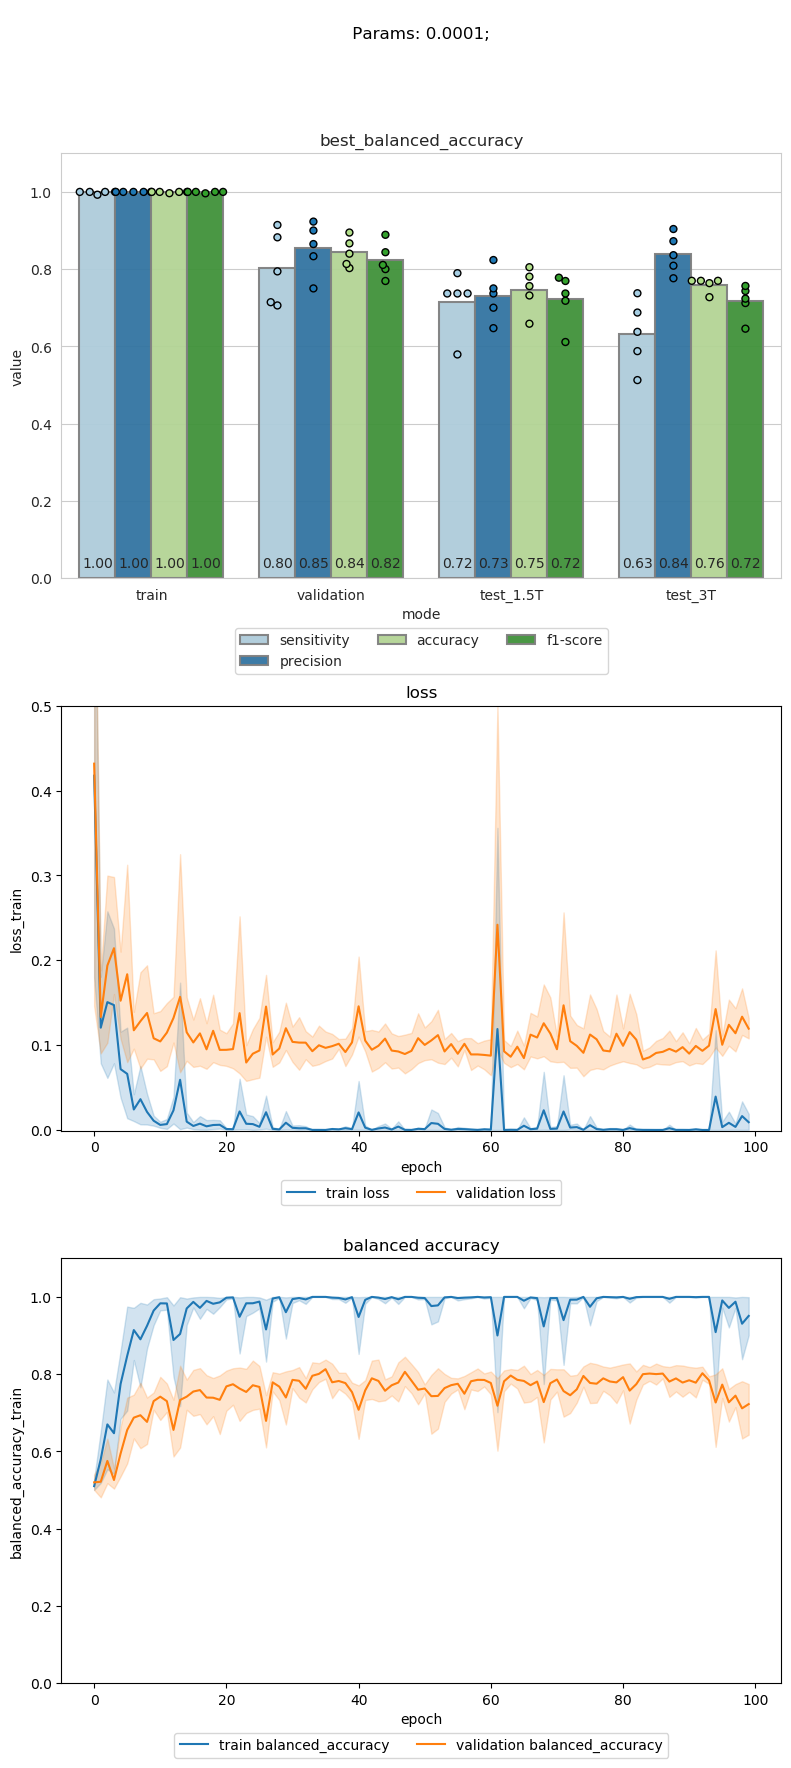 Params: 0.0001;
best_balanced_accuracy
1.0
0.8
0.6
0.4
0.2
0.0
value
1.00 1.00 1.00 1.00 0.80 0.85 0.84 0.82 0.72 0.73 0.75 0.72 0.63 0.84 0.76 0.72
train validation test_1.5T test_3T
mode
sensitivity accuracy f1-score
precision
loss
0.5
0.4
0.3
0.2
0.1
0.0
loss_train
0 20 40 60 80 100
epoch
train loss validation loss
balanced accuracy
1.0
0.8
0.6
0.4
0.2
0.0
balanced_accuracy_train
0 20 40 60 80 100
epoch
train balanced_accuracy validation balanced_accuracy